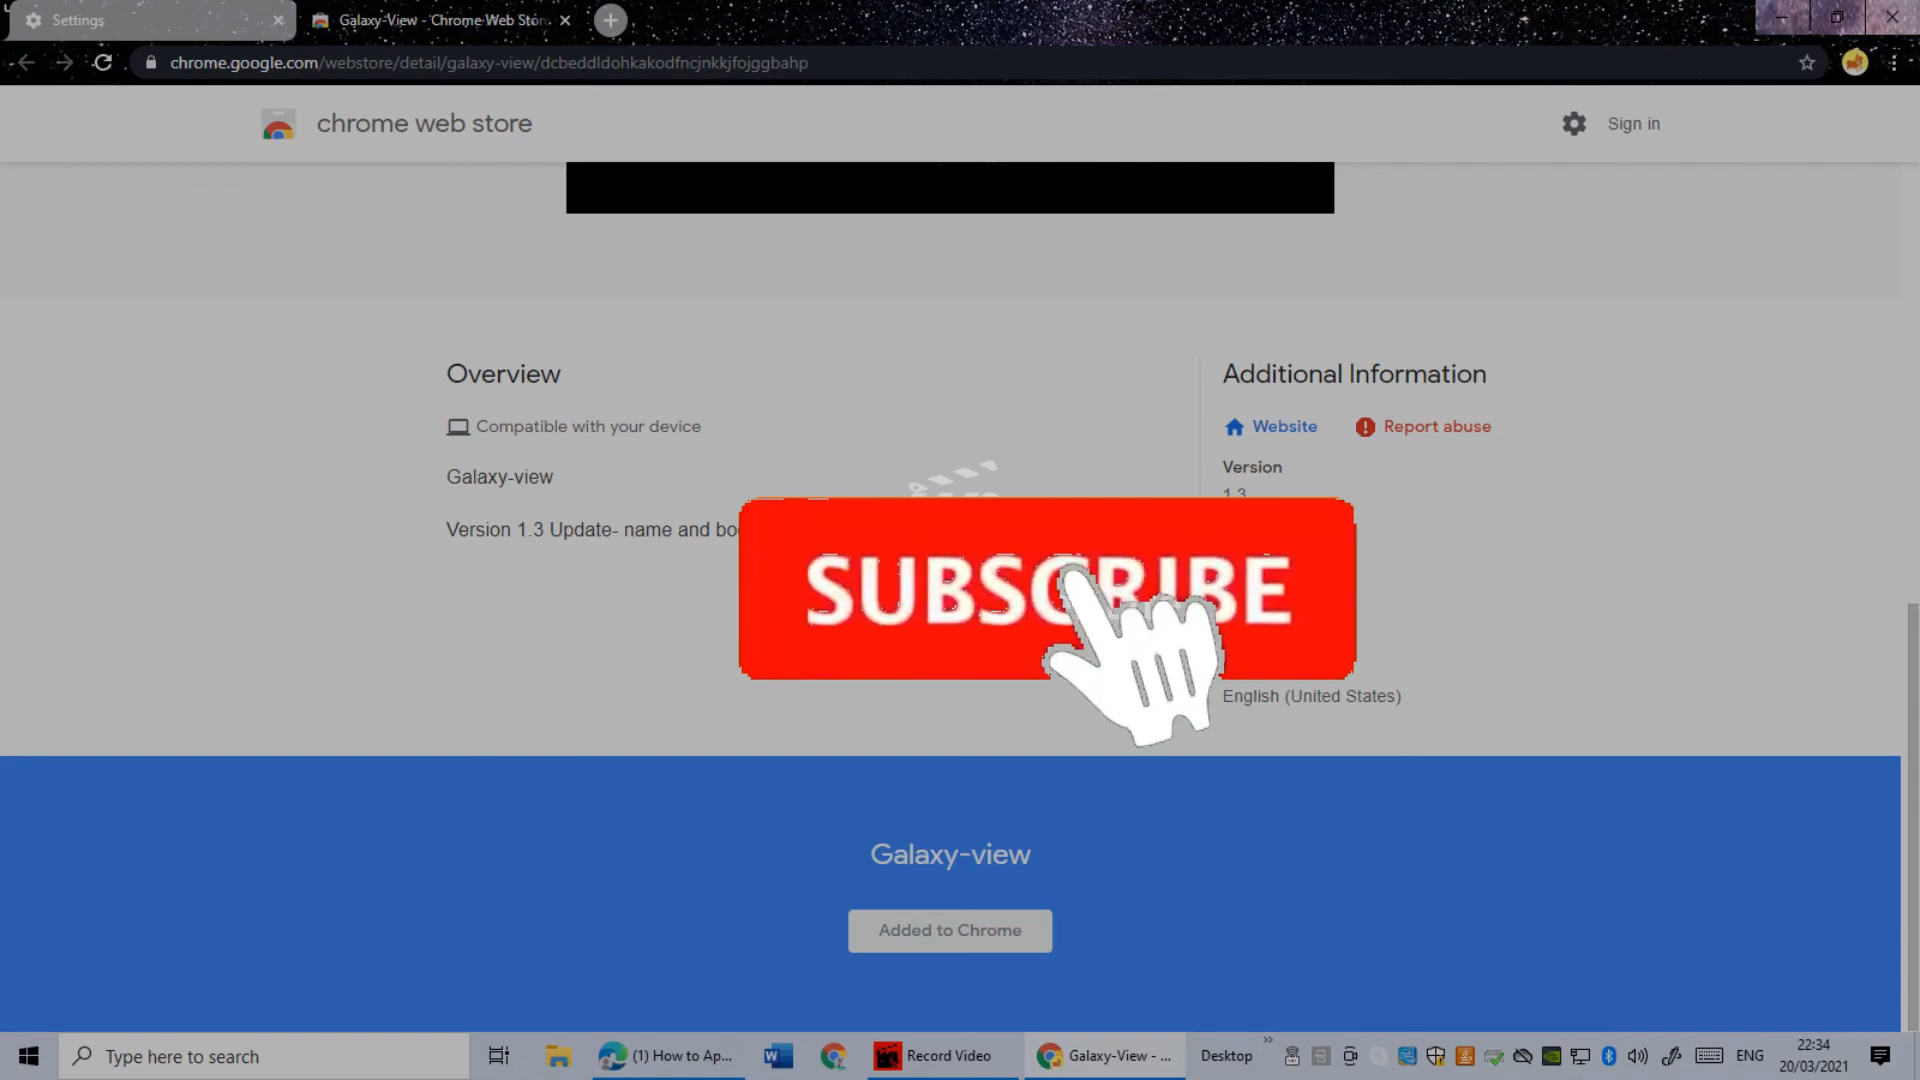 Settings
Galaxy-View - Chrome Web Stor
chrome.google.com/webstore/detail/galaxy-view/dcbeddldohkakodfncjnkkjfojggbahp
chrome web store
Sign in
Overview
Additional Information
Compatible with your device
Website
Report abuse
Galaxy-view
Version
1.3
Version 1.3 Update- name and bo
SUBSCRIBE
English (United States)
Galaxy-view
Added to Chrome
Type here to search
(1) How to Ap...
Record Video
Galaxy-View - ...
Desktop
ENG
22:34
20/03/2021